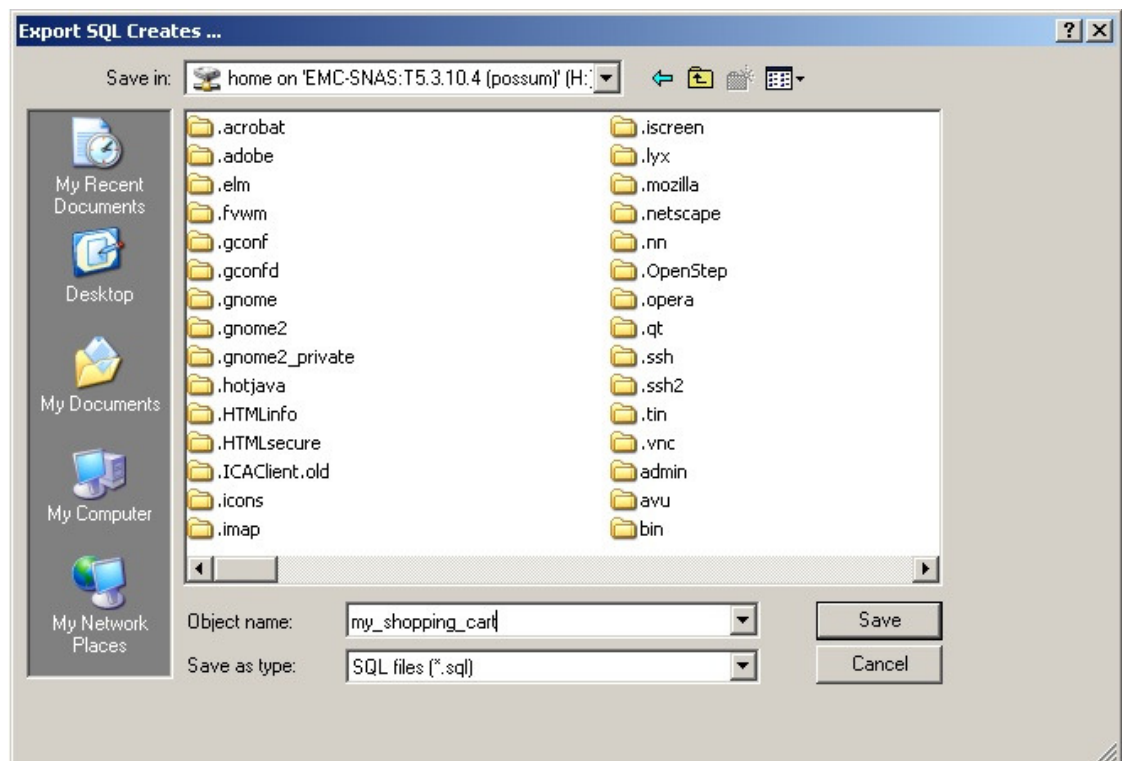 Export SQL Creates ...
Save in:
home on 'EMC-SNAS:T5.3.10.4 (possum)' (H:)
My Recent
Documents
Desktop
My Documents
My Computer
My Network
Places
.acrobat
.adobe
.elm
.fvwm
.gconf
.gconfd
.gnome
.gnome2
.gnome2_private
.hotjava
.HTMLinfo
.HTMLsecure
.ICAClient.old
.icons
.imap
.iscreen
.lyx
.mozilla
.netscape
.nn
.OpenStep
.opera
.qt
.ssh
.ssh2
.tin
.vnc
admin
avu
bin
Object name:
my_shopping_cart
Save
Save as type:
SQL files (*.sql)
Cancel